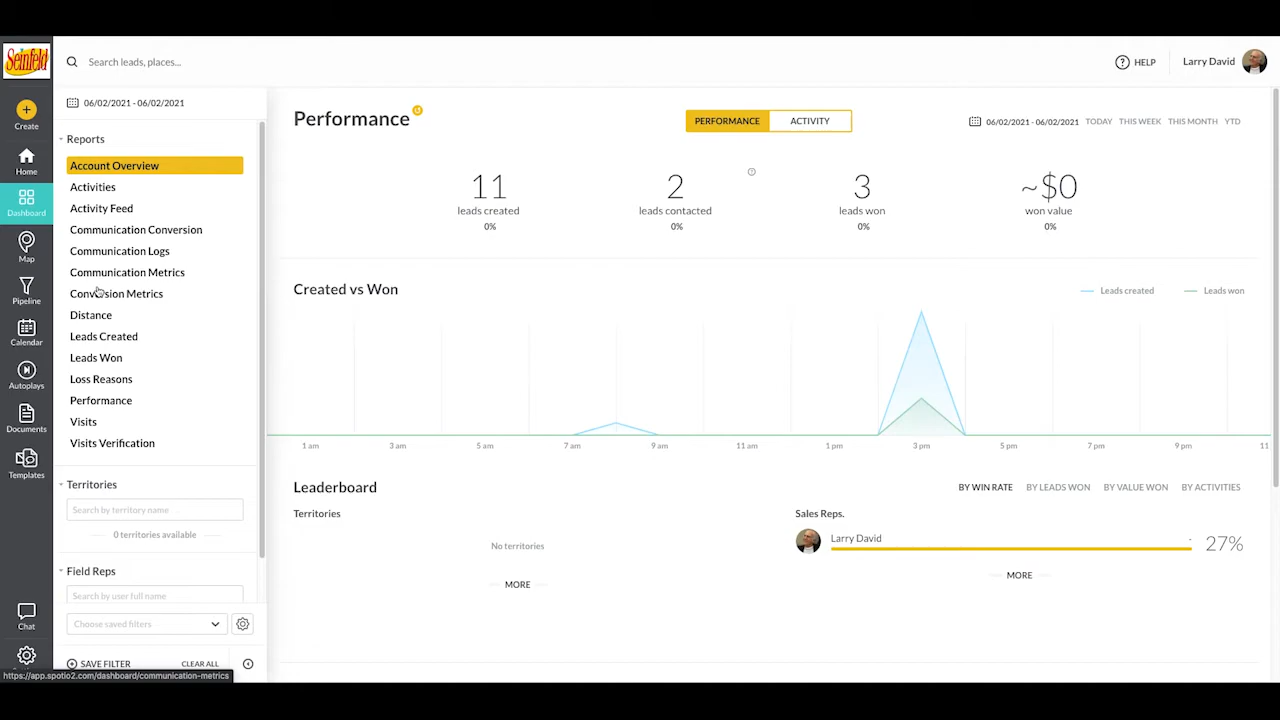 Seinfeld
Search leads, places...
HELP
Larry David
Create
Home
Dashboard
Map
Pipeline
Calendar
Autoplays
Documents
Templates
Chat
06/02/2021 - 06/02/2021
Reports
Account Overview
Activities
Activity Feed
Communication Conversion
Communication Logs
Communication Metrics
Conversion Metrics
Distance
Leads Created
Leads Won
Loss Reasons
Performance
Visits
Visits Verification
Territories
Search by territory name
0 territories available
Field Reps
Search by user full name
Choose saved filters
SAVE FILTER CLEAR ALL
https://app.spotio2.com/dashboard/communication-metrics
Performance
PERFORMANCE ACTIVITY
06/02/2021 - 06/02/2021 TODAY THIS WEEK THIS MONTH YTD
11 2 3 ~$0
leads created leads contacted leads won won value
0% 0% 0% 0%
Created vs Won
Leads created Leads won
1 am 3 am 5 am 7 am 9 am 11 am 1 pm 3 pm 5 pm 7 pm 9 pm 11
Leaderboard
BY WIN RATE BY LEADS WON BY VALUE WON BY ACTIVITIES
Territories
No territories
MORE
Sales Reps.
Larry David - 27%
MORE